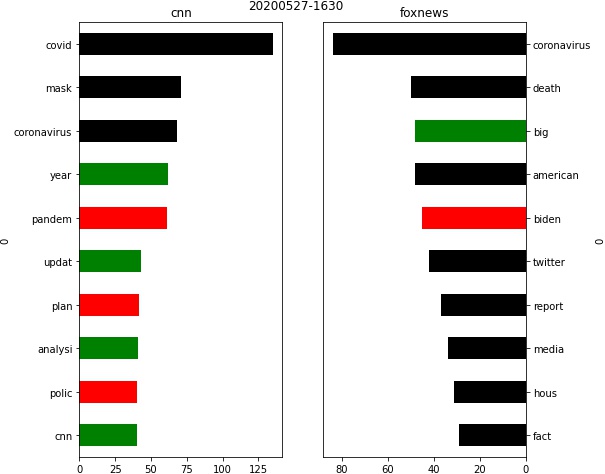 20200527-1630
cnn
foxnews
covid
mask
coronavirus
year
pandem
updat
plan
analysi
polic
cnn
0
0 25 50 75 100 125
coronavirus
death
big
american
biden
twitter
report
media
hous
fact
0
80 60 40 20 0